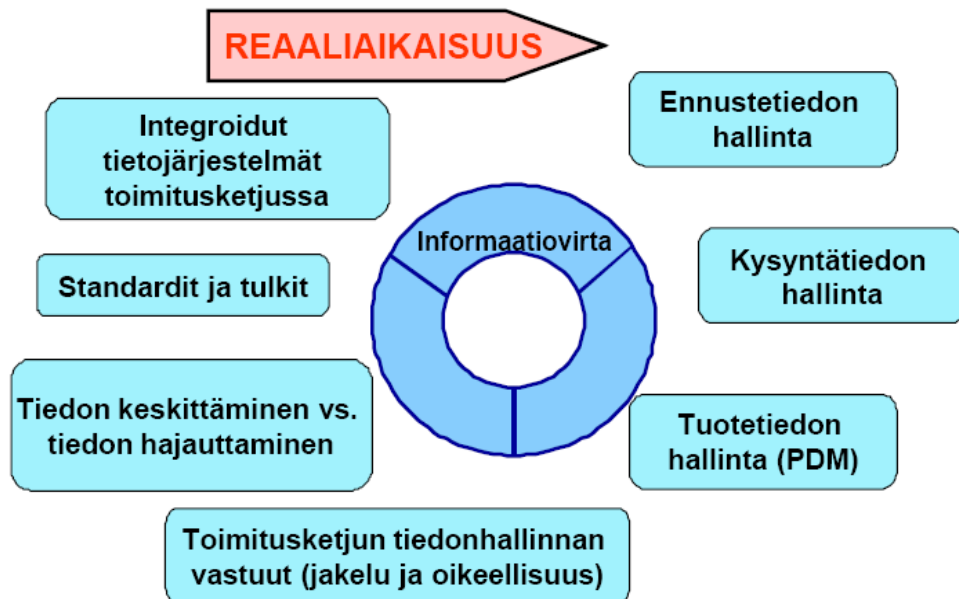 REAALIAIKAISUUS
Integroidut
tietojärjestelmät
toimitusketjussa
Ennustetiedon
hallinta
Informaatiovirta
Standardit ja tulkit
Kysyntätiedon
hallinta
Tiedon keskittäminen vs.
tiedon hajauttaminen
Tuotetiedon
hallinta (PDM)
Toimitusketjun tiedonhallinnan
vastuut (jakelu ja oikeellisuus)